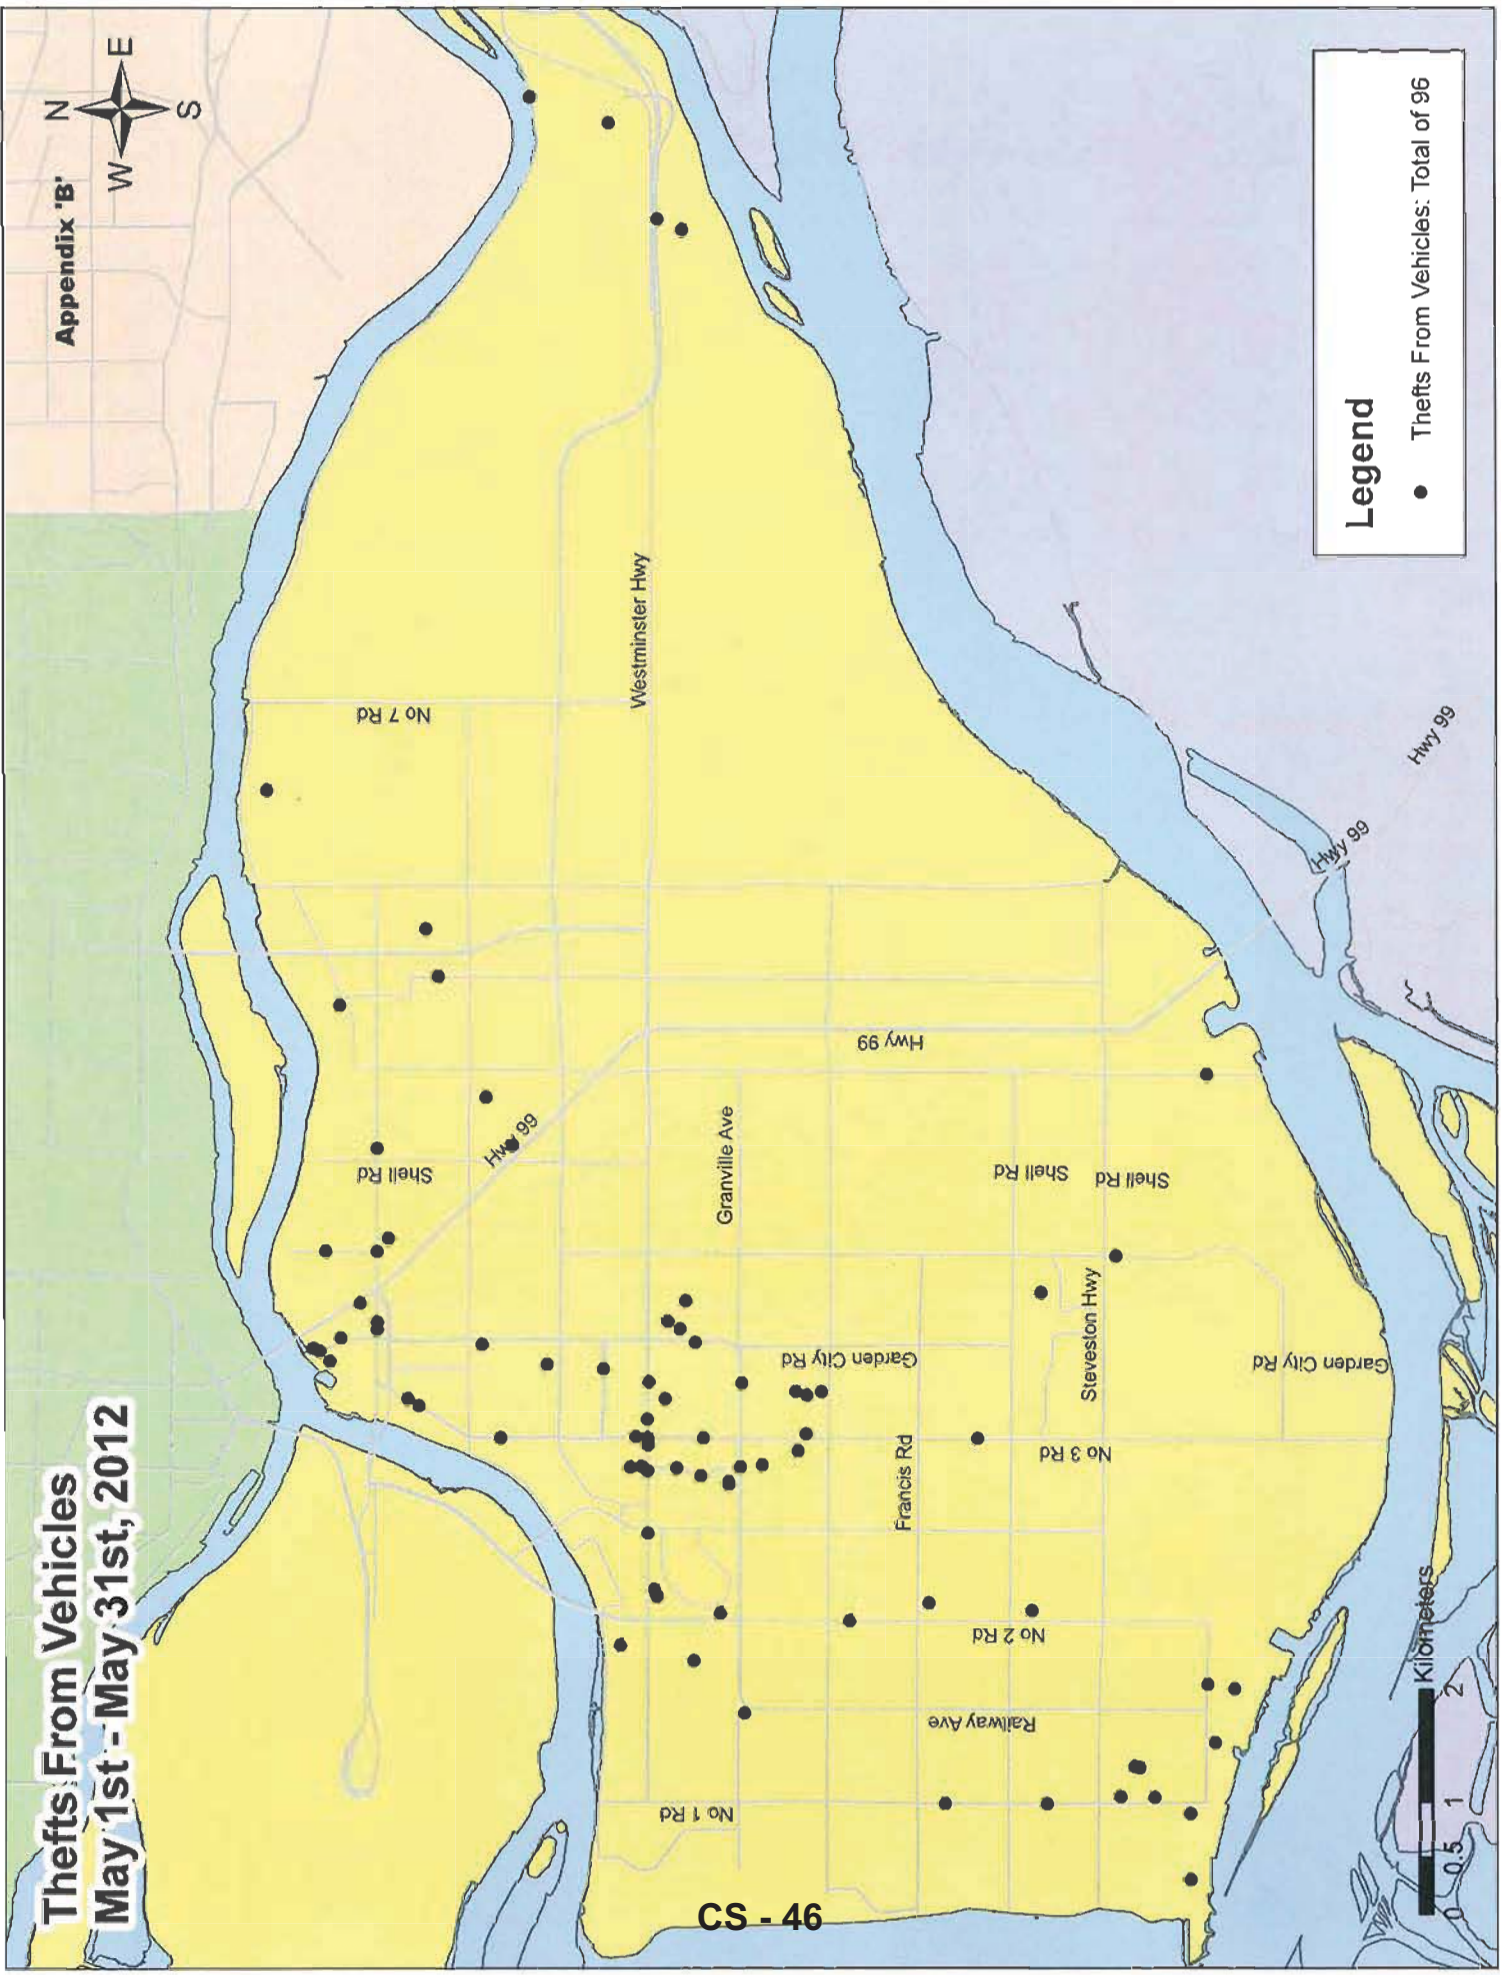 Thefts From Vehicles
May 1st - May 31st, 2012
Appendix 'B'
N
W
E
S
No 7 Rd
Westminster Hwy
Shell Rd
Hwy 99
Hwy 99
Granville Ave
Shell Rd
Shell Rd
Garden City Rd
Steveston Hwy
Garden City Rd
Francis Rd
No 3 Rd
No 2 Rd
Railway Ave
No 1 Rd
Hwy 99
Hwy 99
Legend
Thefts From Vehicles: Total of 96
Kilometers
0 0.5 1 2
CS - 46